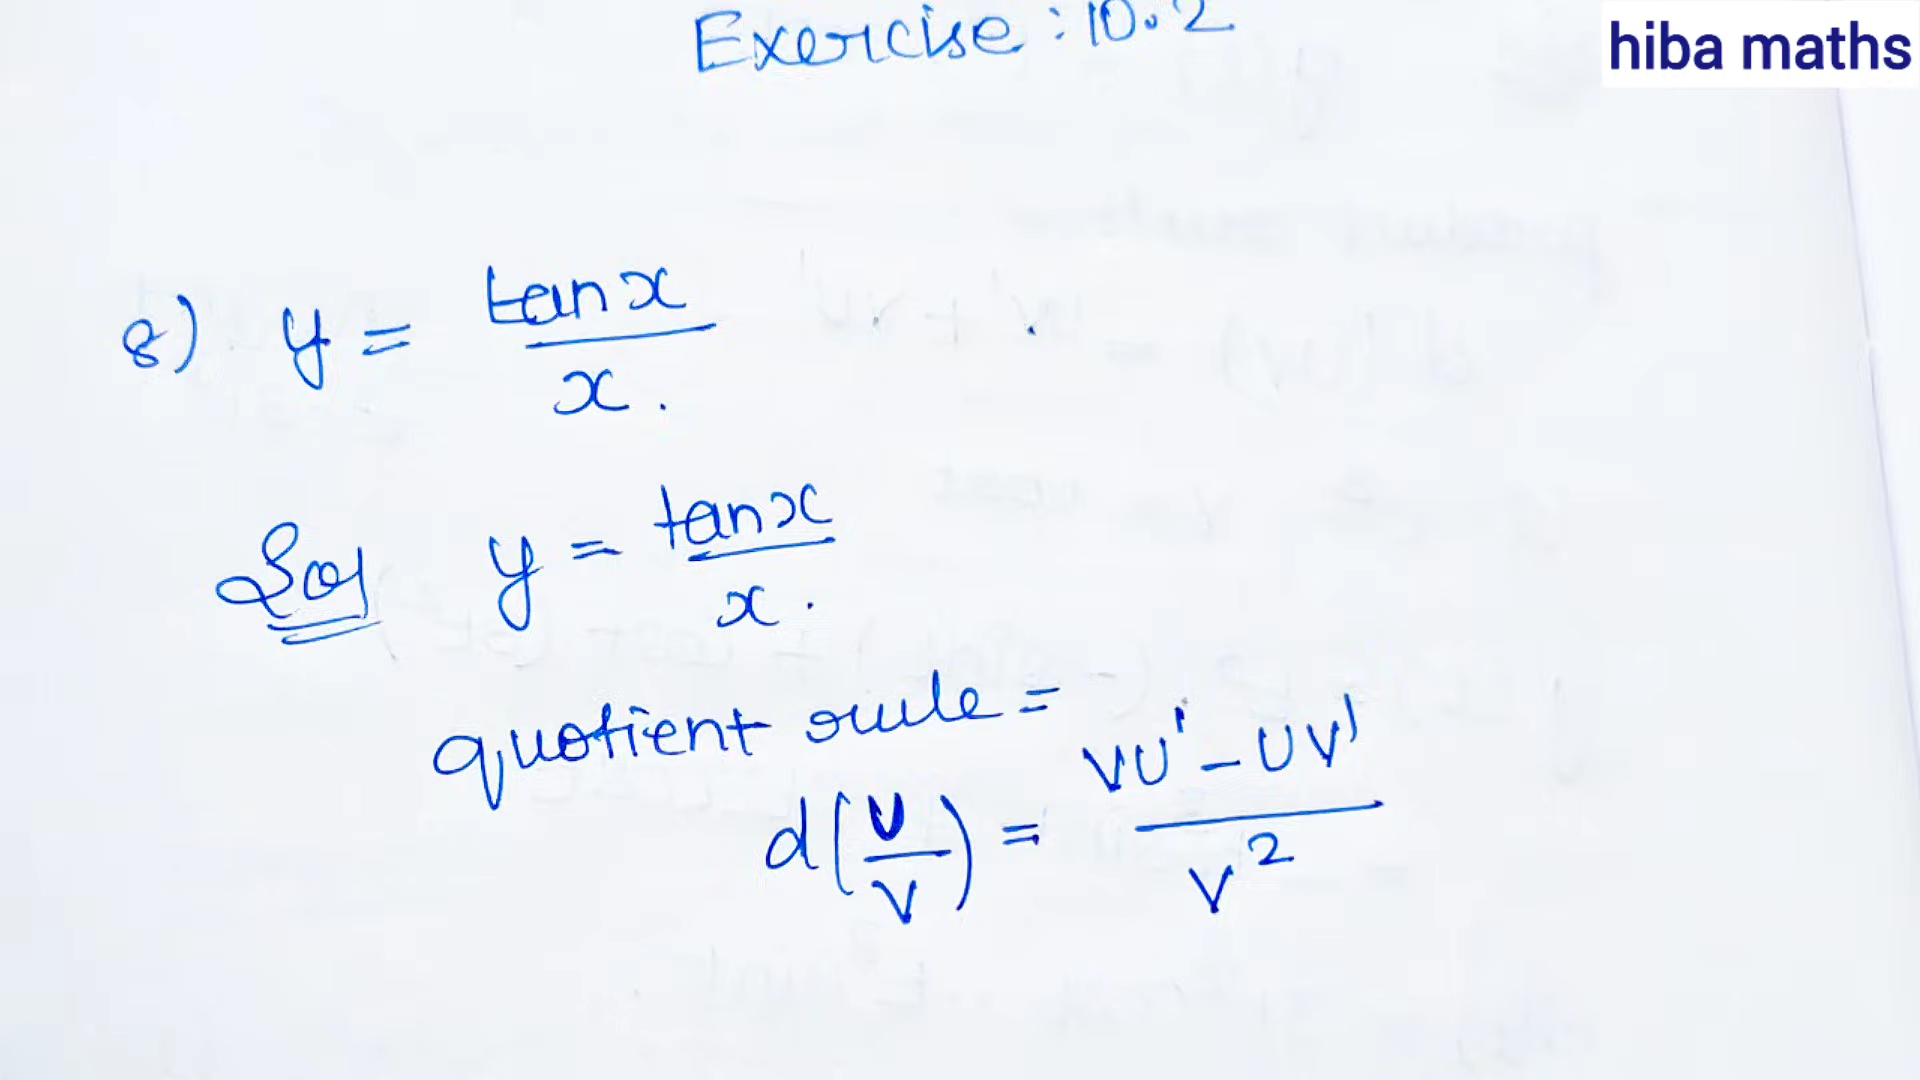 Exercise : 10.2
hiba maths
8) y = tan x / x .
Sol y = tan x / x .
quotient rule =
d(U/V) = VU' - UV' / V²